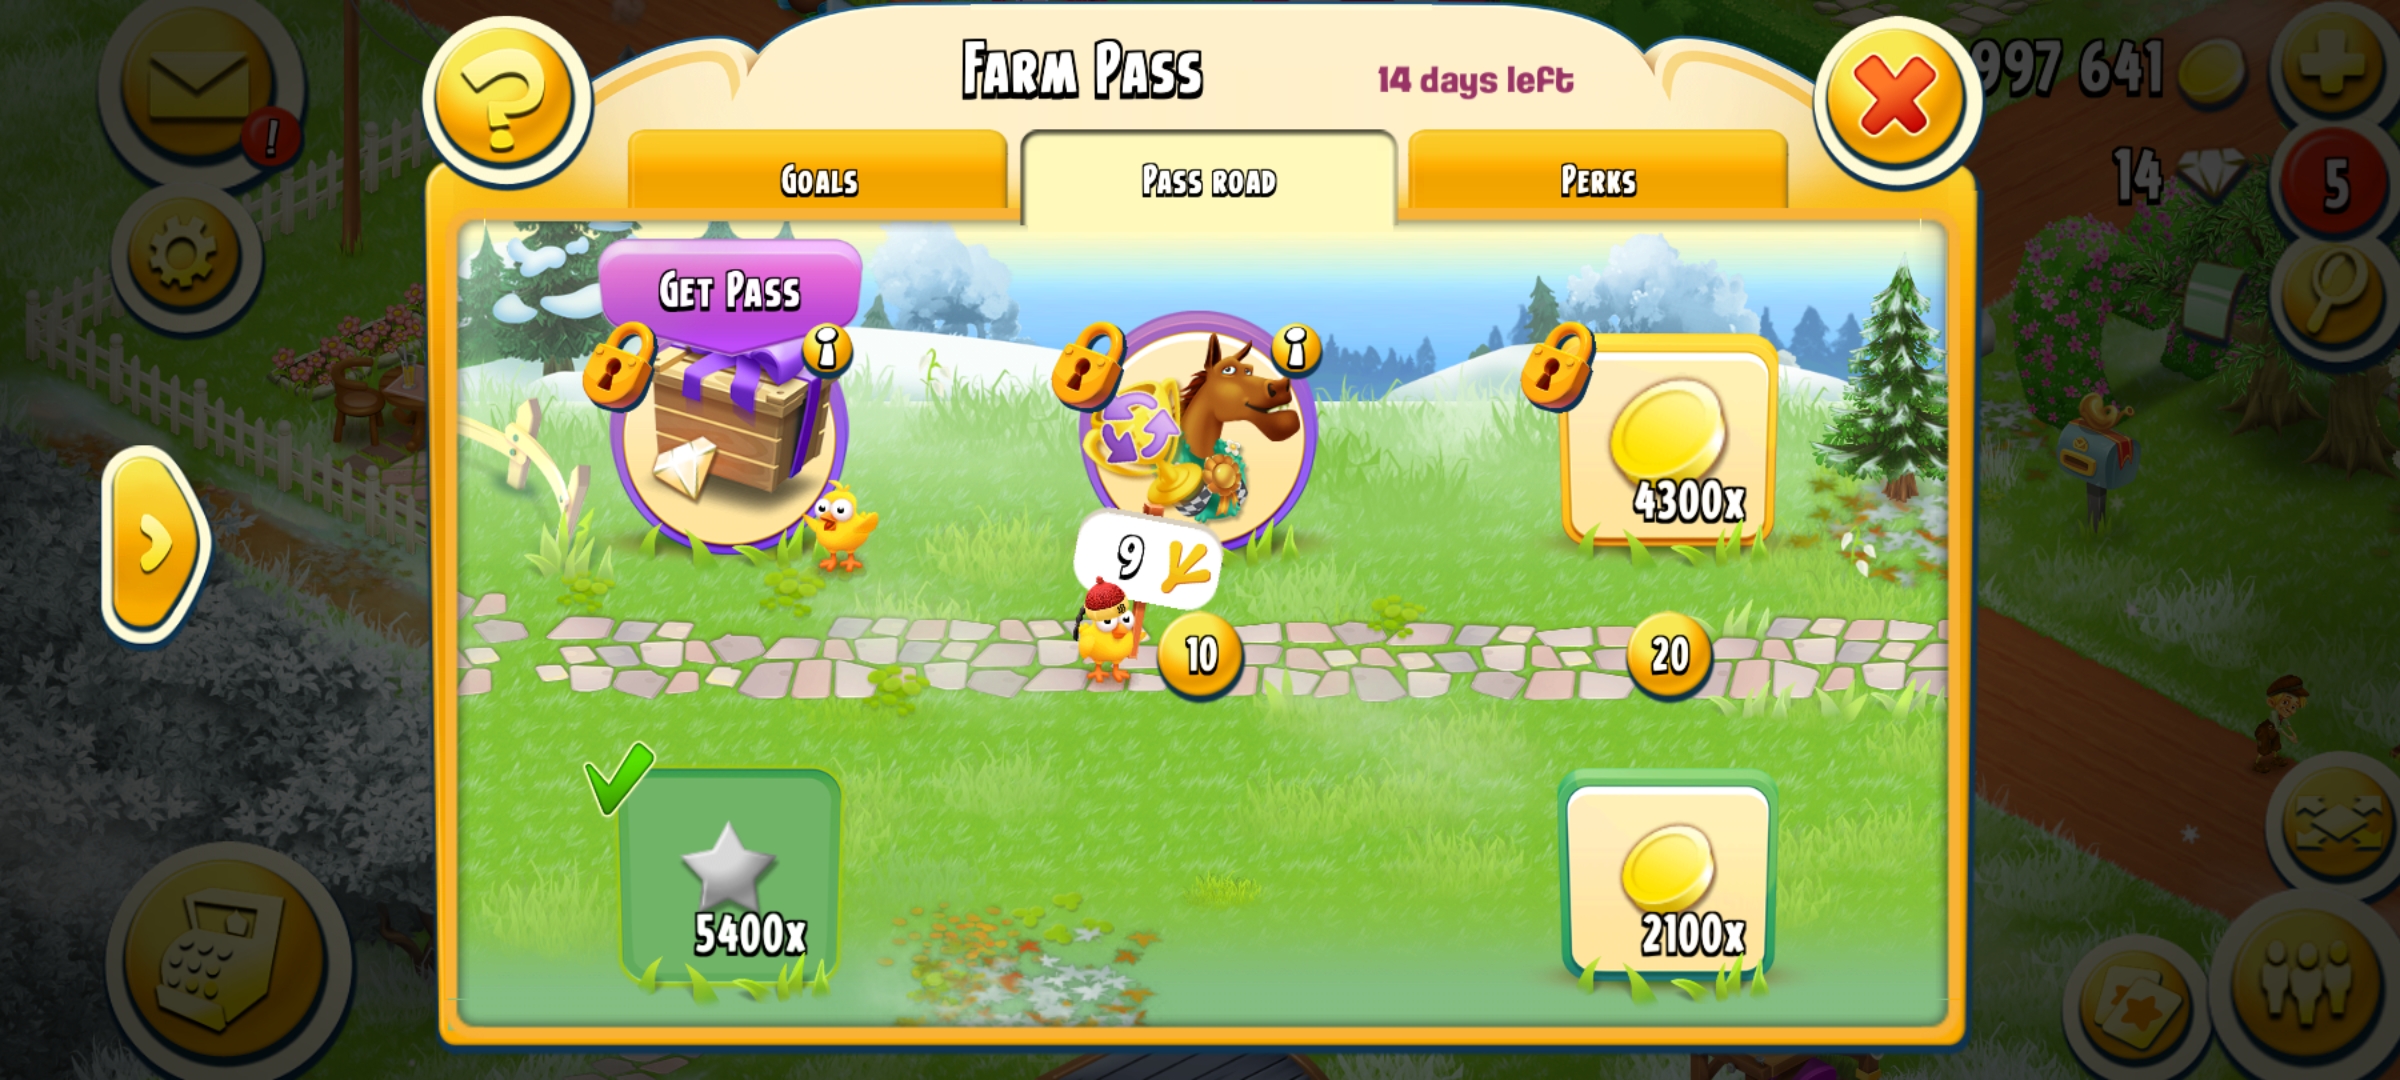 FARM PASS
14 days left
997 641
14
5
GOALS
PASS ROAD
PERKS
GET PASS
4300x
9
10
20
5400x
2100x